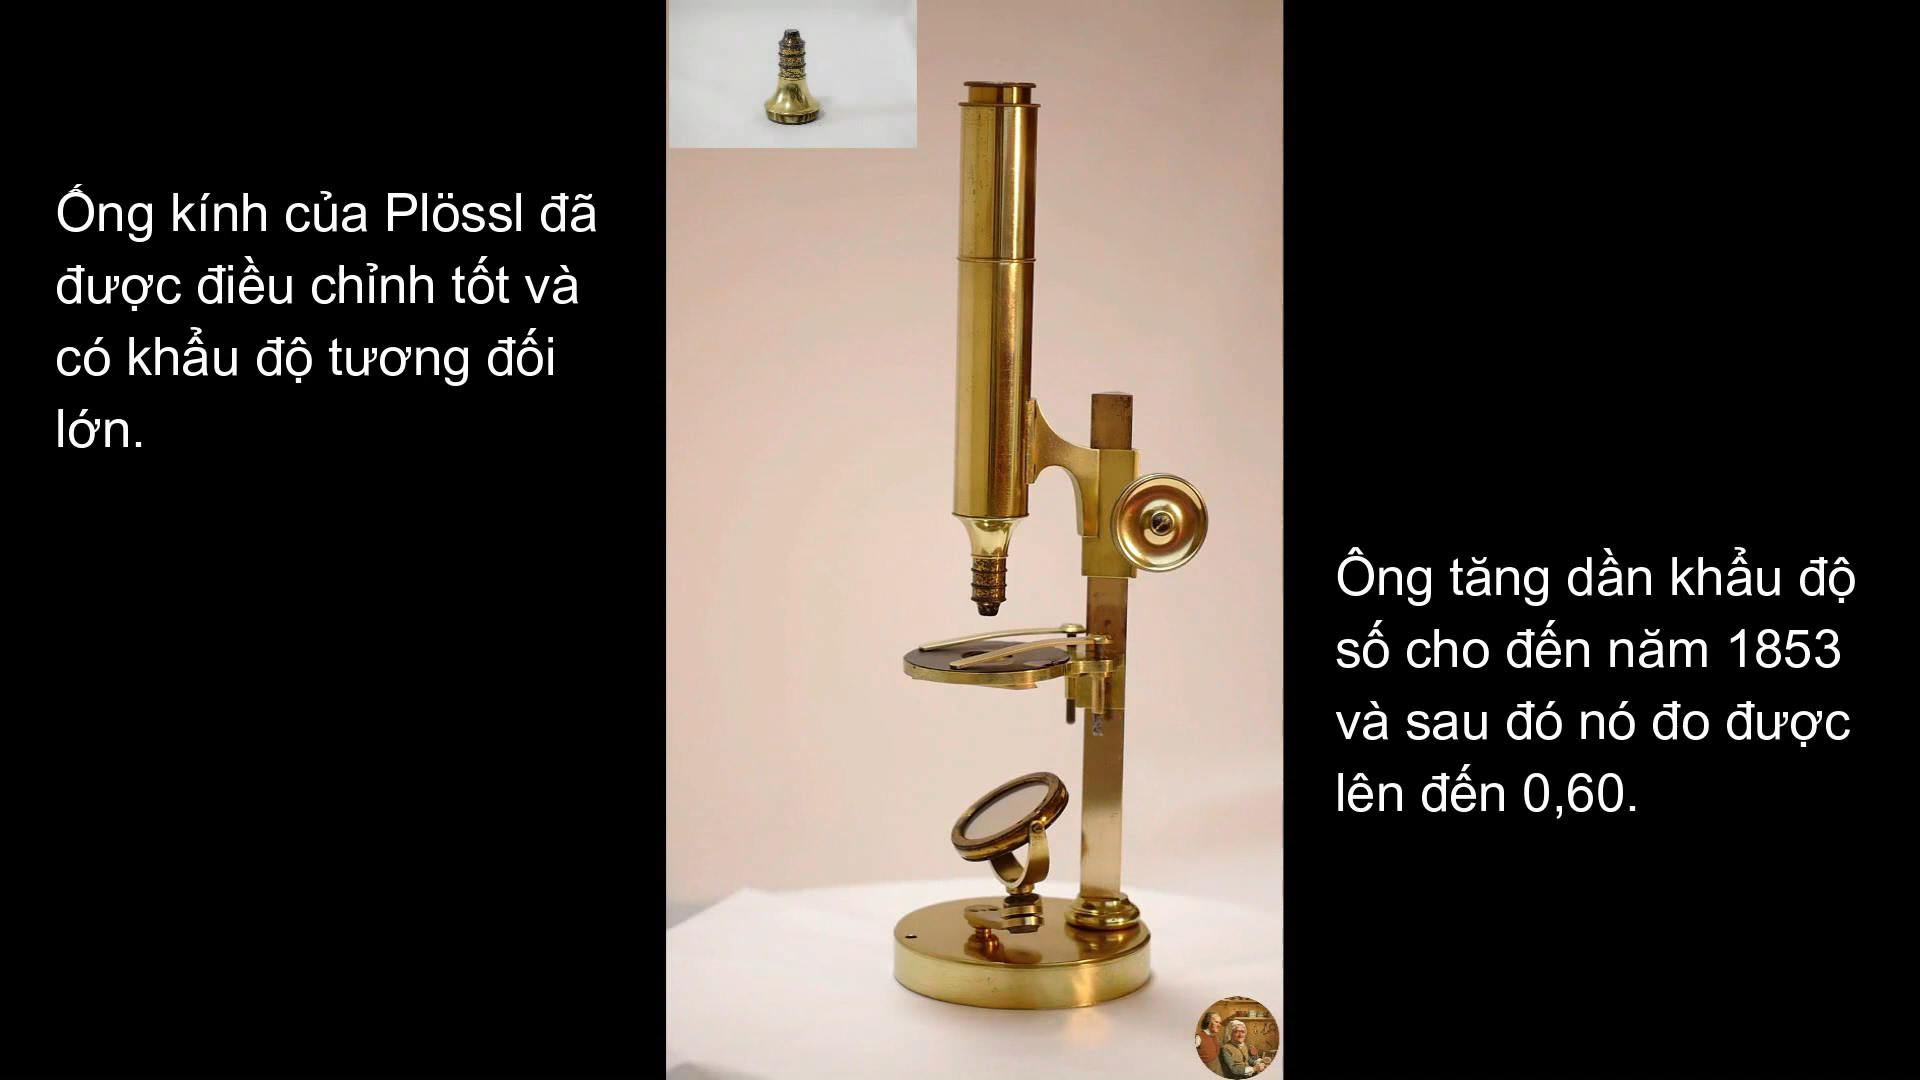 Ống kính của Plössl đã
được điều chỉnh tốt và
có khẩu độ tương đối
lớn.
Ông tăng dần khẩu độ
số cho đến năm 1853
và sau đó nó đo được
lên đến 0,60.